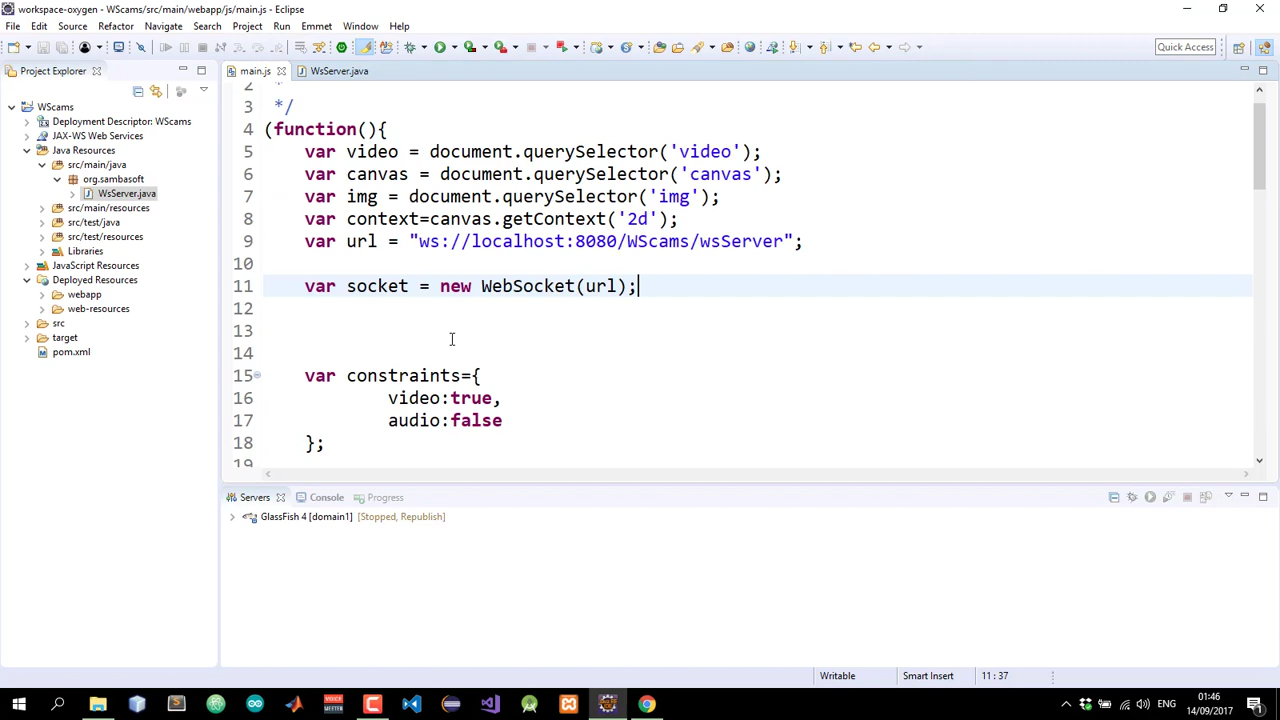 workspace-oxygen - WScams/src/main/webapp/js/main.js - Eclipse
File Edit Source Refactor Navigate Search Project Run Emmet Window Help
Quick Access
Project Explorer
main.js
WsServer.java
WScams
Deployment Descriptor: WScams
JAX-WS Web Services
Java Resources
src/main/java
org.sambasoft
WsServer.java
src/main/resources
src/test/java
src/test/resources
Libraries
JavaScript Resources
Deployed Resources
webapp
web-resources
src
target
pom.xml
2 *
3 */
4 (function(){
5 var video = document.querySelector('video');
6 var canvas = document.querySelector('canvas');
7 var img = document.querySelector('img');
8 var context=canvas.getContext('2d');
9 var url = "ws://localhost:8080/WScams/wsServer";
10
11 var socket = new WebSocket(url);
12
13
14
15 var constraints={
16 video:true,
17 audio:false
18 };
19
Servers Console Progress
GlassFish 4 [domain1] [Stopped, Republish]
Writable Smart Insert 11 : 37
VOICE MEETER
ENG
01:46
14/09/2017